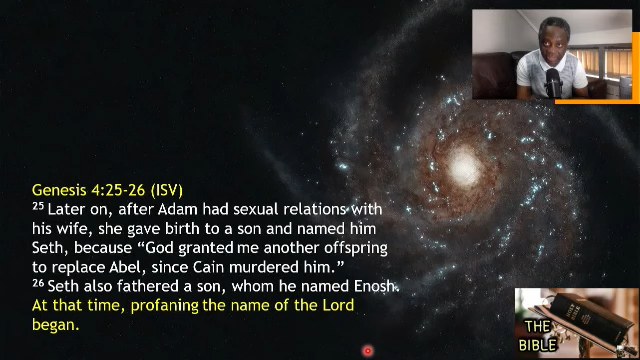 Genesis 4:25-26 (ISV)
25 Later on, after Adam had sexual relations with
his wife, she gave birth to a son and named him
Seth, because “God granted me another offspring
to replace Abel, since Cain murdered him.”
26 Seth also fathered a son, whom he named Enosh.
At that time, profaning the name of the Lord
began.
THE
BIBLE
HOLY BIBLE